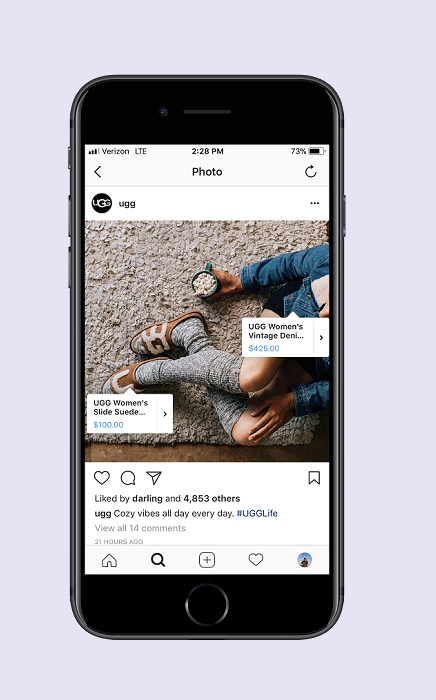 Verizon LTE 2:28 PM 73%
Photo
UGG ugg
UGG Women's
Vintage Deni...
$425.00
UGG Women's
Slide Suede...
$100.00
Liked by darling and 4,853 others
ugg Cozy vibes all day every day. #UGGLife
View all 14 comments
21 HOURS AGO